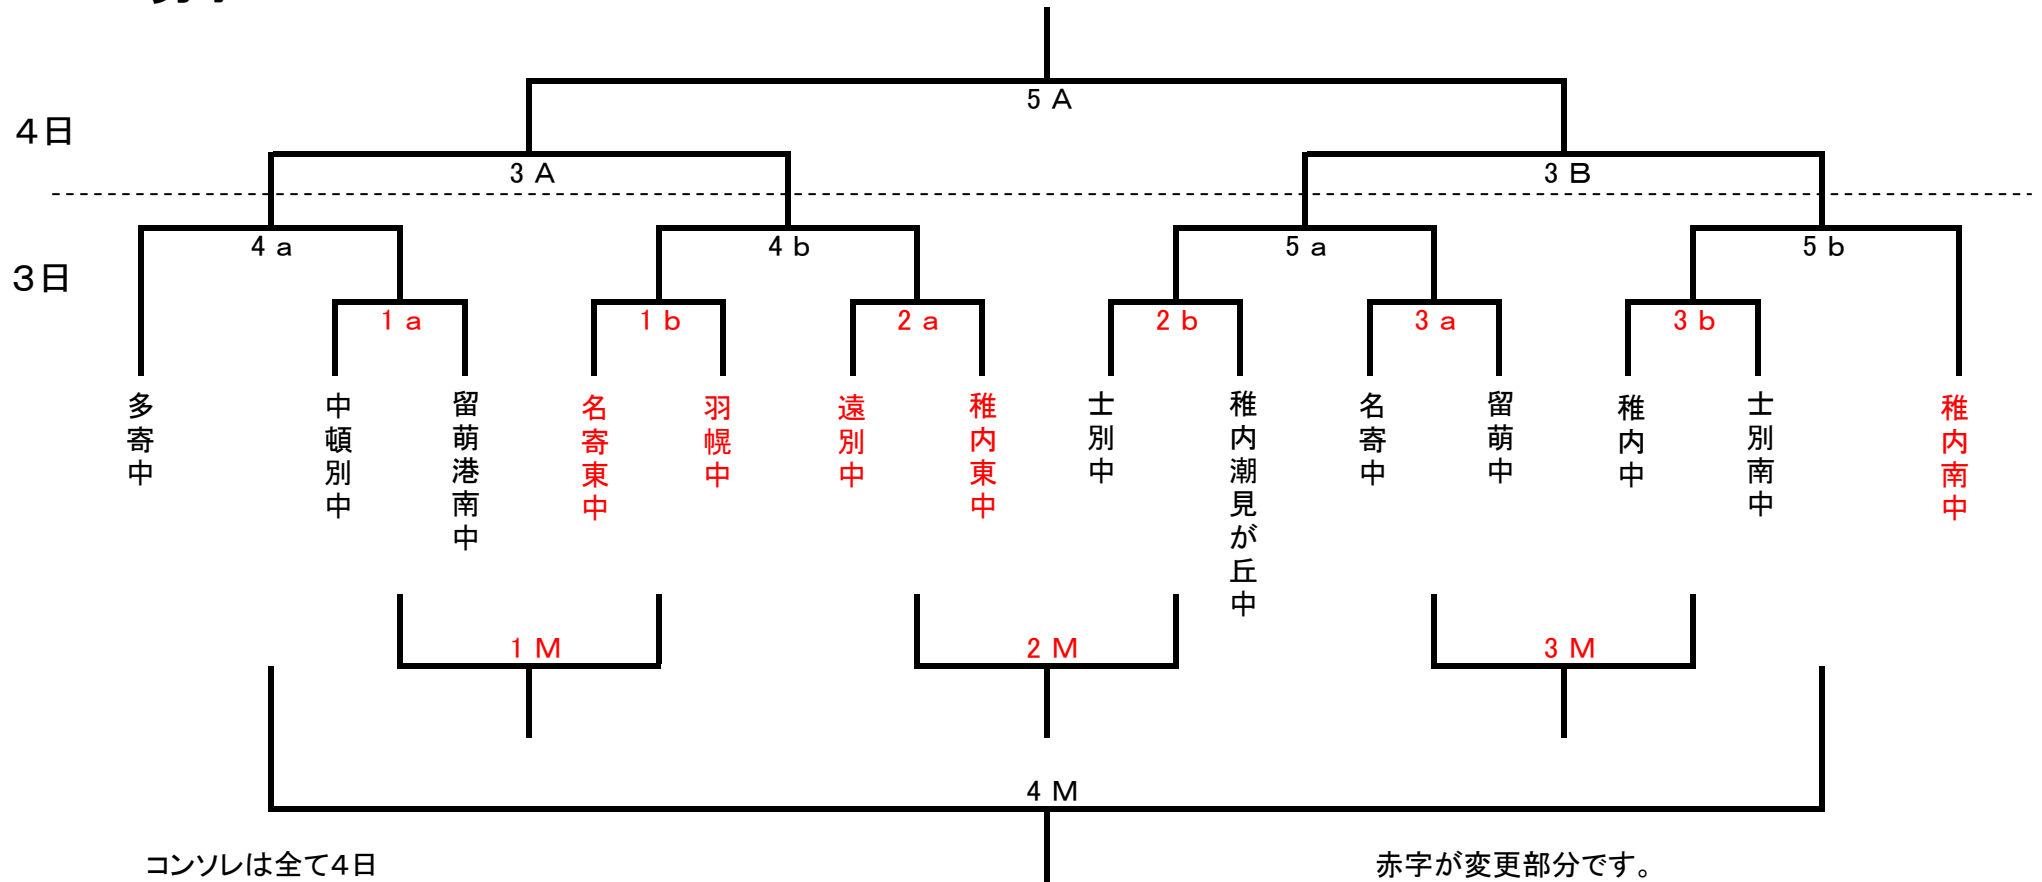 5 A
4日
3 A
3 B
4 a
4 b
5 a
5 b
3日
1 a
1 b
2 a
2 b
3 a
3 b
多寄中
中頓別中
留萌港南中
名寄東中
羽幌中
遠別中
稚内東中
士別中
稚内潮見が丘中
名寄中
留萌中
稚内中
士別南中
稚内南中
1 M
2 M
3 M
4 M
コンソレは全て4日
赤字が変更部分です。